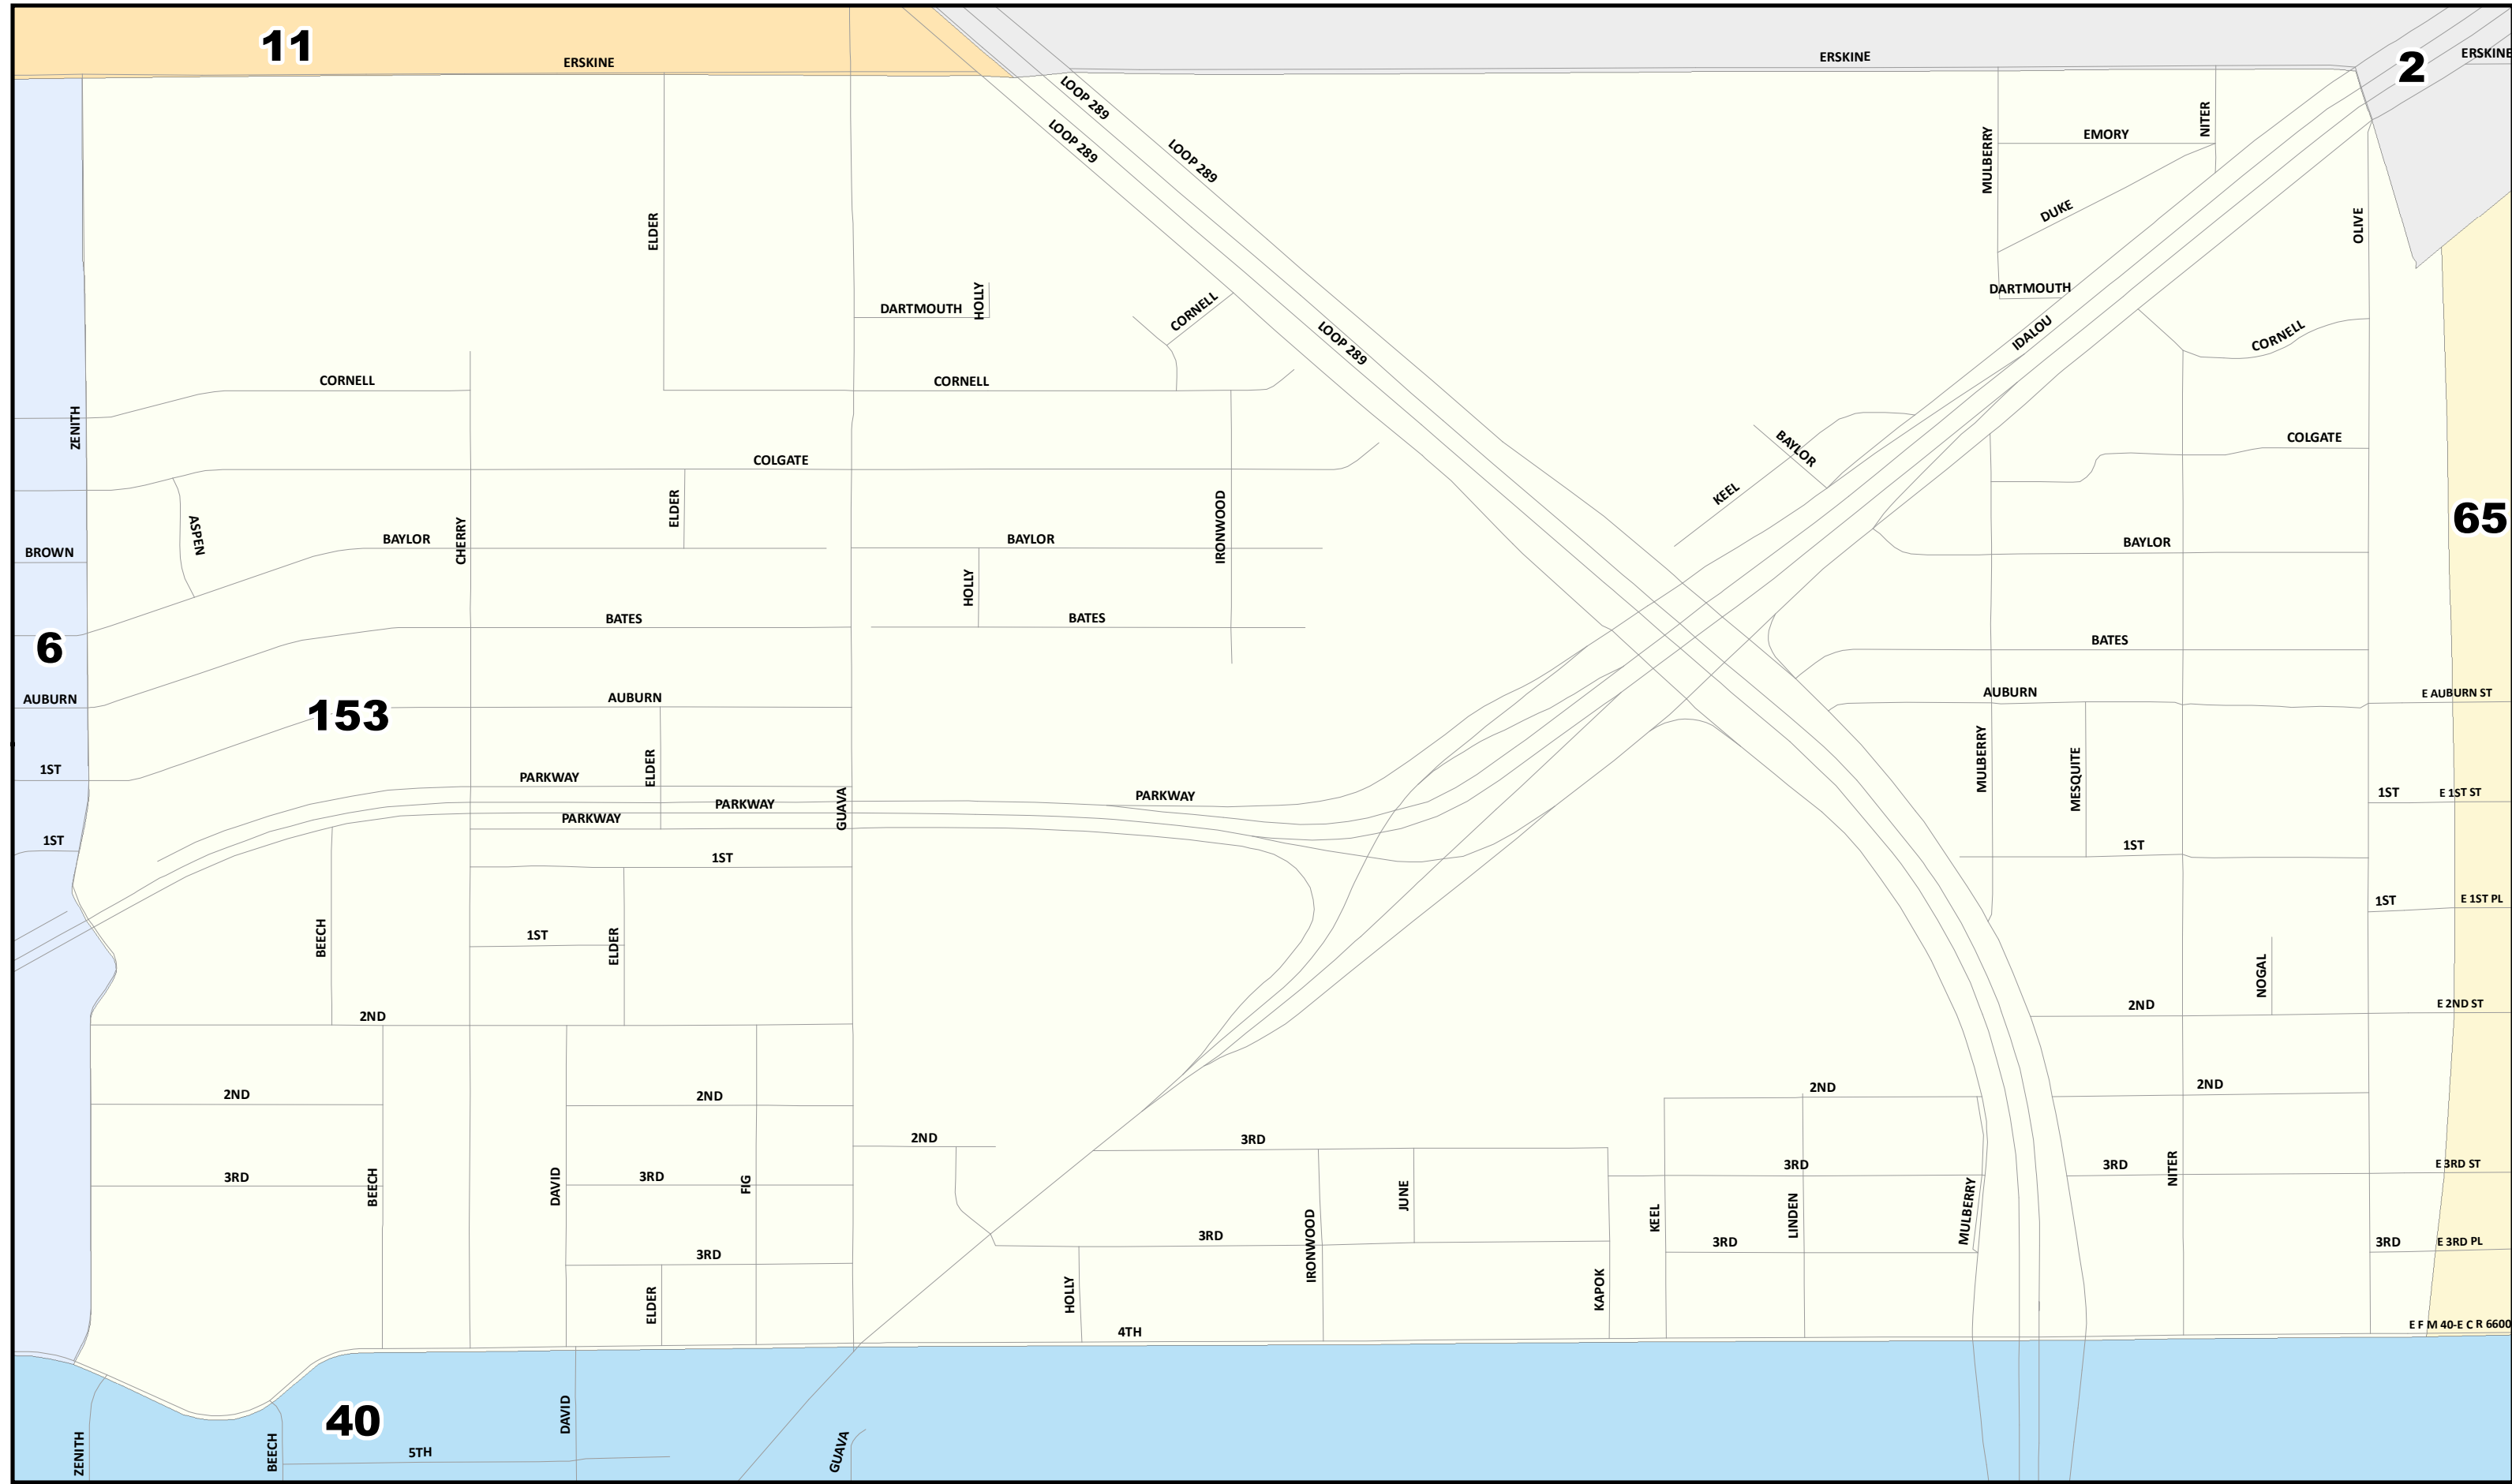 11
ERSKINE
ERSKINE
ERSKINE
2
LOOP 289
LOOP 289
LOOP 289
NITER
EMORY
MULBERRY
DUKE
OLIVE
ELDER
DARTMOUTH
HOLLY
CORNELL
DARTMOUTH
IDALOU
CORNELL
LOOP 289
CORNELL
CORNELL
ZENITH
COLGATE
COLGATE
BAYLOR
KEEL
ELDER
IRONWOOD
ASPEN
CHERRY
BAYLOR
BAYLOR
BAYLOR
BROWN
65
HOLLY
BATES
BATES
BATES
6
AUBURN
AUBURN
AUBURN
E AUBURN ST
153
1ST
PARKWAY
ELDER
PARKWAY
PARKWAY
PARKWAY
GUAVA
MULBERRY
MESQUITE
1ST
E 1ST ST
1ST
1ST
1ST
1ST
E 1ST PL
BEECH
1ST
ELDER
NOGAL
2ND
2ND
E 2ND ST
2ND
2ND
2ND
2ND
2ND
3RD
3RD
3RD
3RD
E 3RD ST
3RD
BEECH
DAVID
3RD
FIG
JUNE
KEEL
LINDEN
MULBERRY
NITER
3RD
3RD
IRONWOOD
3RD
3RD
E 3RD PL
ELDER
HOLLY
KAPOK
4TH
E F M 40-E C R 6600
40
ZENITH
BEECH
5TH
DAVID
GUAVA